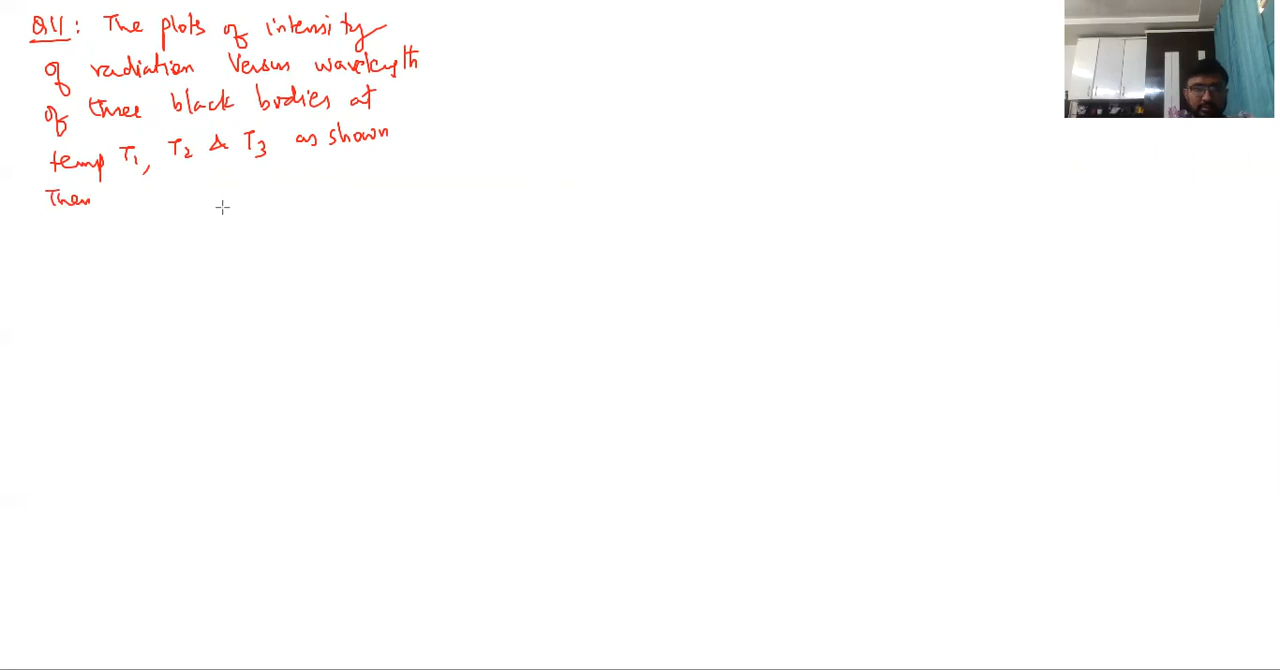 Q11: The plots of intensity
of radiation Versus wavelength
of three black bodies at
temp T₁, T₂ & T₃ as shown
Then